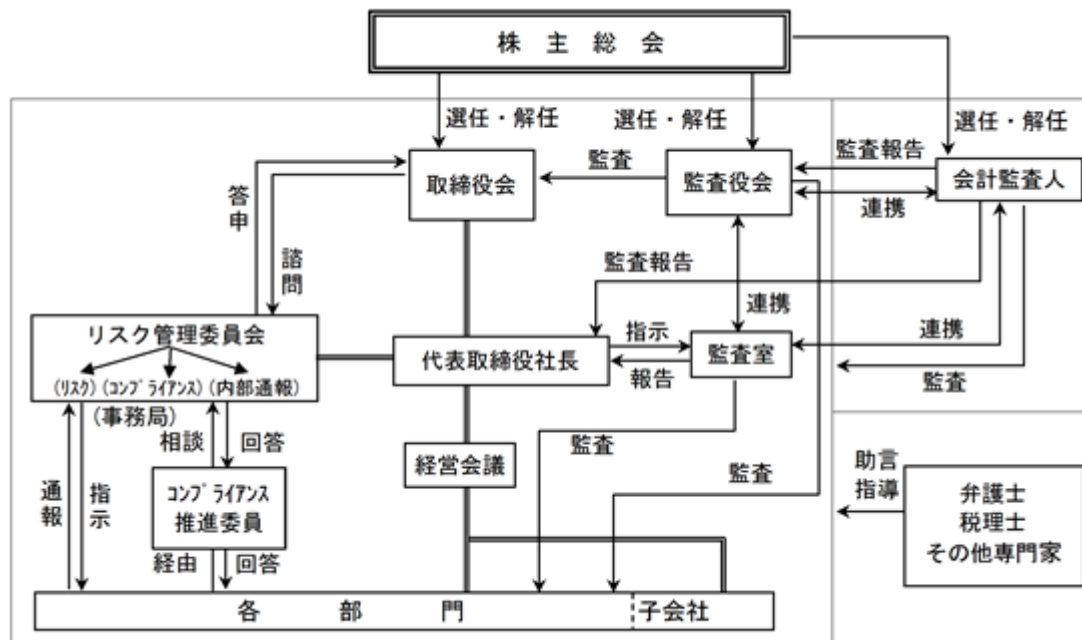 株主総会
選任・解任
選任・解任
選任・解任
取締役会
監査
監査役会
監査報告
連携
会計監査人
答申
諮問
監査報告
連携
リスク管理委員会
(ﾘｽｸ)(ｺﾝﾌﾟﾗｲｱﾝｽ)(内部通報)
(事務局)
代表取締役社長
指示
報告
監査室
連携
監査
相談
回答
経営会議
監査
監査
通報
指示
ｺﾝﾌﾟﾗｲｱﾝｽ
推進委員
経由
回答
助言
指導
弁護士
税理士
その他専門家
各部門
子会社